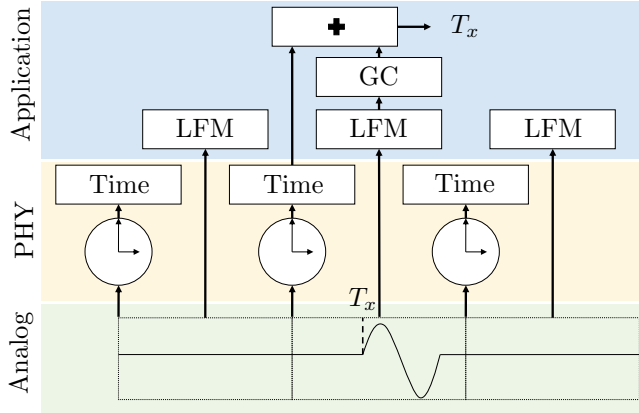 Application
PHY
Analog
+
T_x
GC
LFM
LFM
LFM
Time
Time
Time
T_x